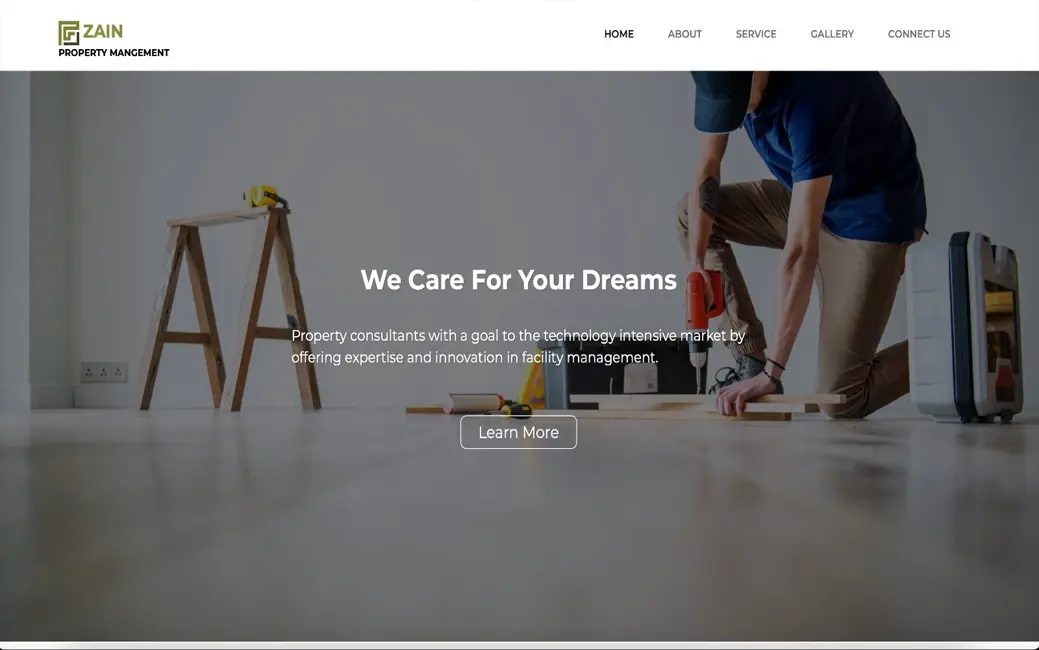 ZAIN
PROPERTY MANGEMENT
HOME
ABOUT
SERVICE
GALLERY
CONNECT US
We Care For Your Dreams
Property consultants with a goal to the technology intensive market by
offering expertise and innovation in facility management.
Learn More